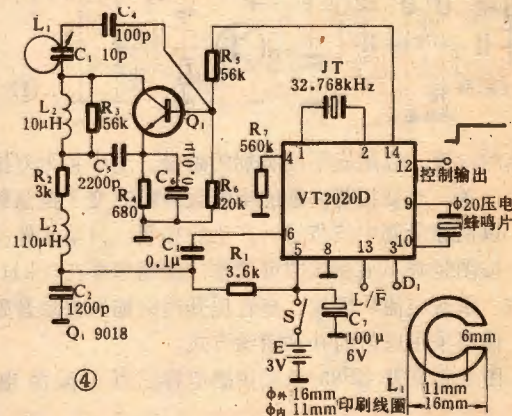 L₁
C₄
100p
C₁ 10p
R₅
56k
JT
32.768kHz
L₂
10μH
R₃
56k
Q₁
R₇
560k
4
1
2
14
12
控制输出
C₅
2200p
C₆
0.01μ
R₂
3k
R₄
680
R₆
20k
VT2020D
9
10
φ20压电
蜂鸣片
L₂
110μH
C₃
0.1μ
6
5
8
13
3
R₁
3.6k
L/F̅
D₁
C₂
1200p
S
C₇
100μ
6V
E
3V
Q₁ 9018
④
φ外 16mm
φ内 11mm
6mm
L₁
11mm
16mm
印刷线圈